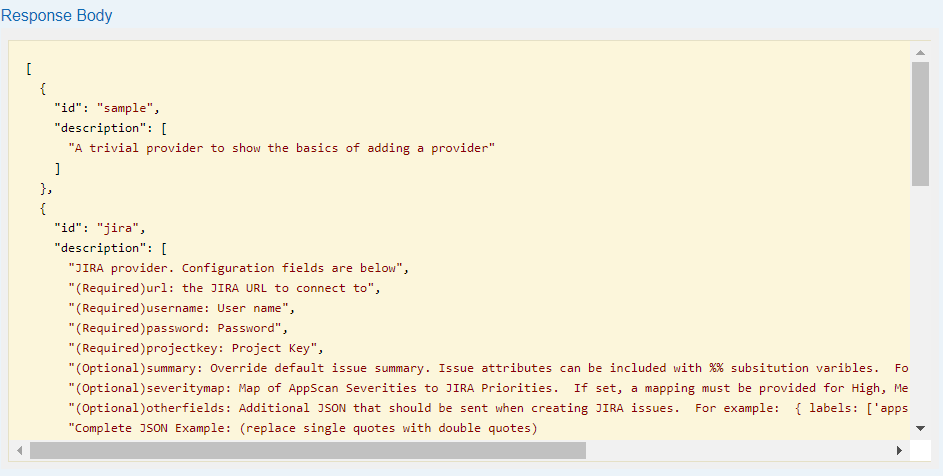 Response Body
[
{
"id": "sample",
"description": [
"A trivial provider to show the basics of adding a provider"
]
},
{
"id": "jira",
"description": [
"JIRA provider. Configuration fields are below",
"(Required)url: the JIRA URL to connect to",
"(Required)username: User name",
"(Required)password: Password",
"(Required)projectkey: Project Key",
"(Optional)summary: Override default issue summary. Issue attributes can be included with %% subsitution varibles.  Fo
"(Optional)severitymap: Map of AppScan Severities to JIRA Priorities.  If set, a mapping must be provided for High, Me
"(Optional)otherfields: Additional JSON that should be sent when creating JIRA issues.  For example:  { labels: ['apps
"Complete JSON Example: (replace single quotes with double quotes)